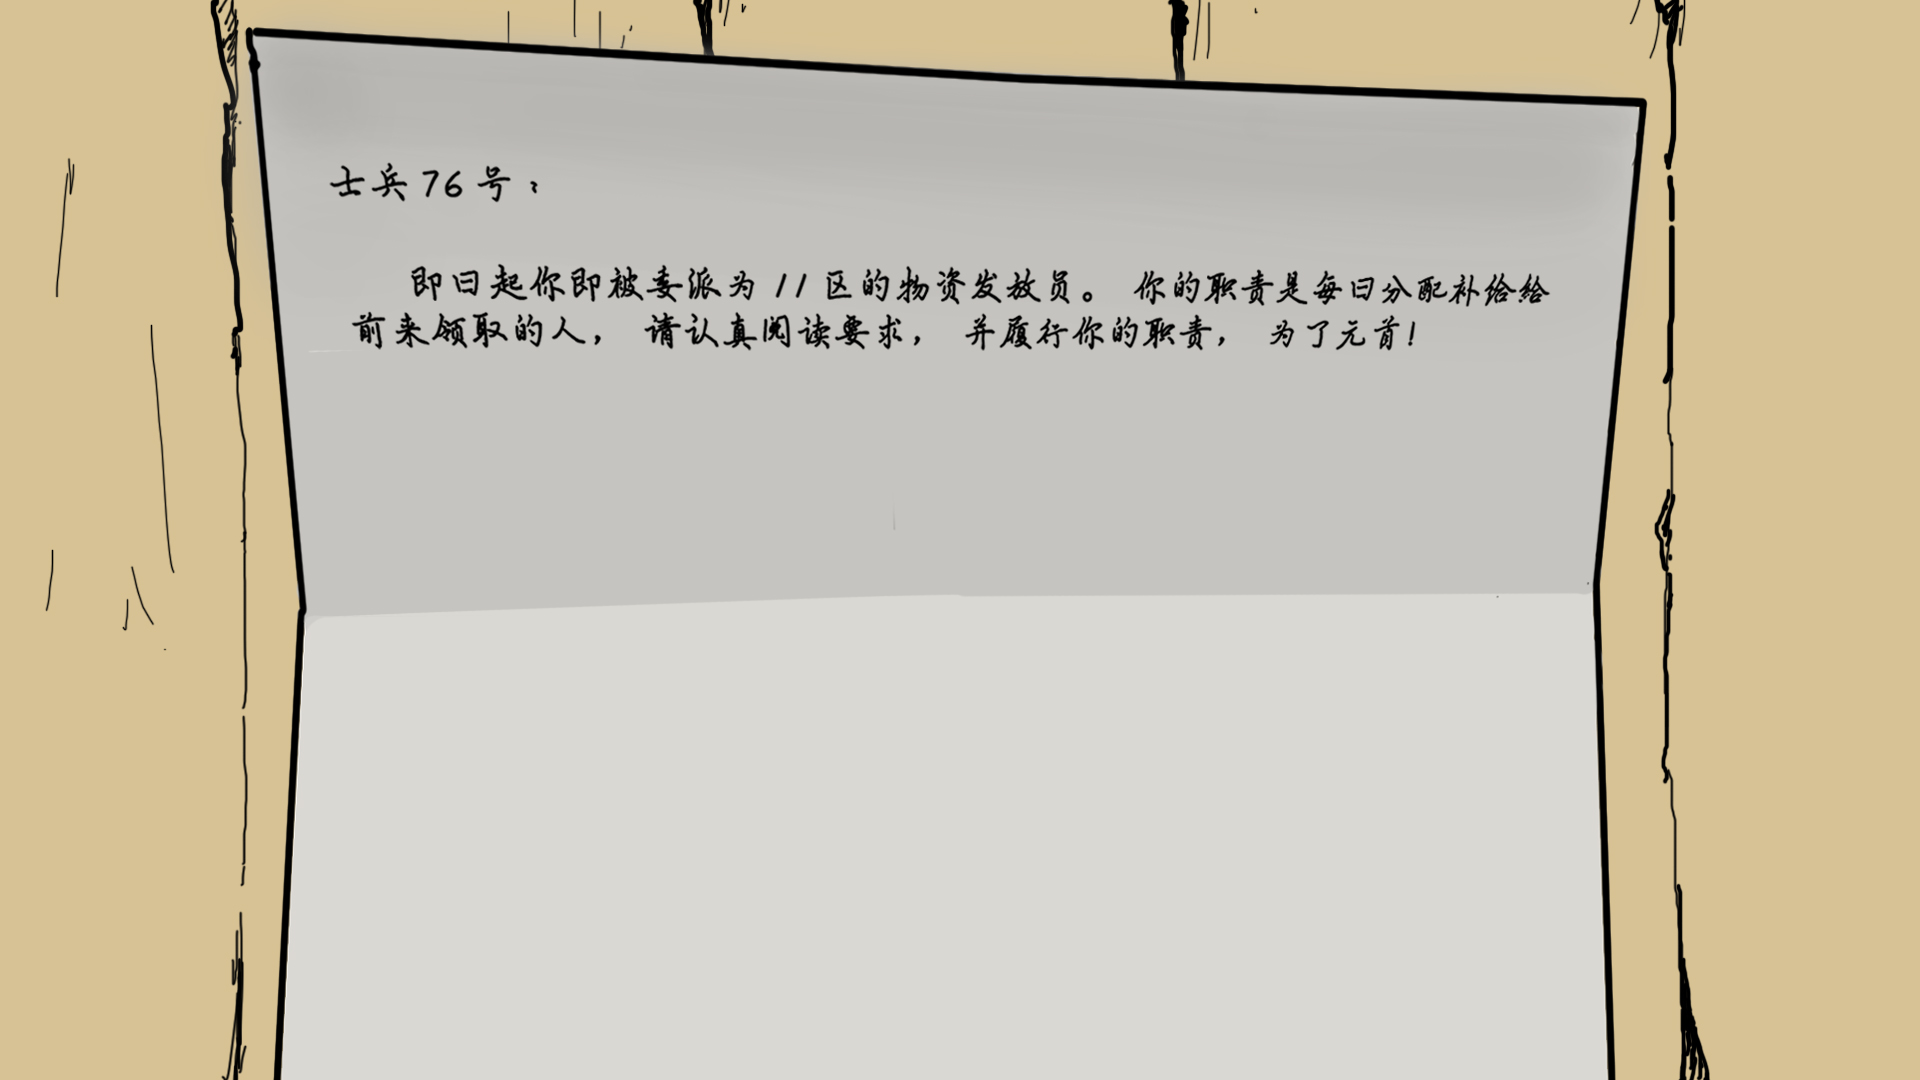 士兵76号：
即日起你即被委派为11区的物资发放员。 你的职责是每日分配补给给
前来领取的人， 请认真阅读要求， 并履行你的职责， 为了元首！